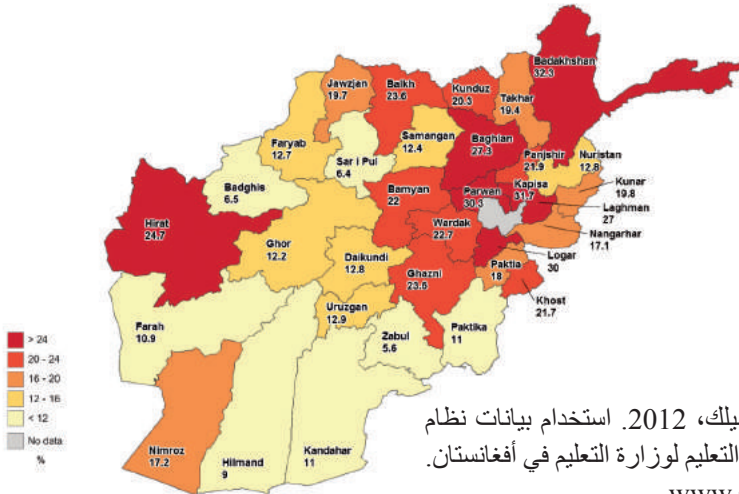 Badakhshan
32.3
Jawzjan
19.7
Balkh
23.6
Kunduz
20.3
Takhar
19.4
Faryab
12.7
Samangan
12.4
Baghlan
27.3
Panjshir
21.9
Nuristan
12.8
Sar i Pul
6.4
Kunar
19.8
Badghis
6.5
Bamyan
22
Parwan
30.3
Kapisa
31.7
Laghman
27
Hirat
24.7
Wardak
22.7
Nangarhar
17.1
Ghor
12.2
Daikundi
12.8
Logar
30
Ghazni
23.5
Paktia
18
Khost
21.7
Uruzgan
12.9
Farah
10.9
Zabul
5.6
Paktika
11
Nimroz
17.2
Hilmand
9
Kandahar
11
> 24
20 - 24
16 - 20
12 - 16
< 12
No data
%
يلك، 2012. استخدام بيانات نظام
التعليم لوزارة التعليم في أفغانستان.